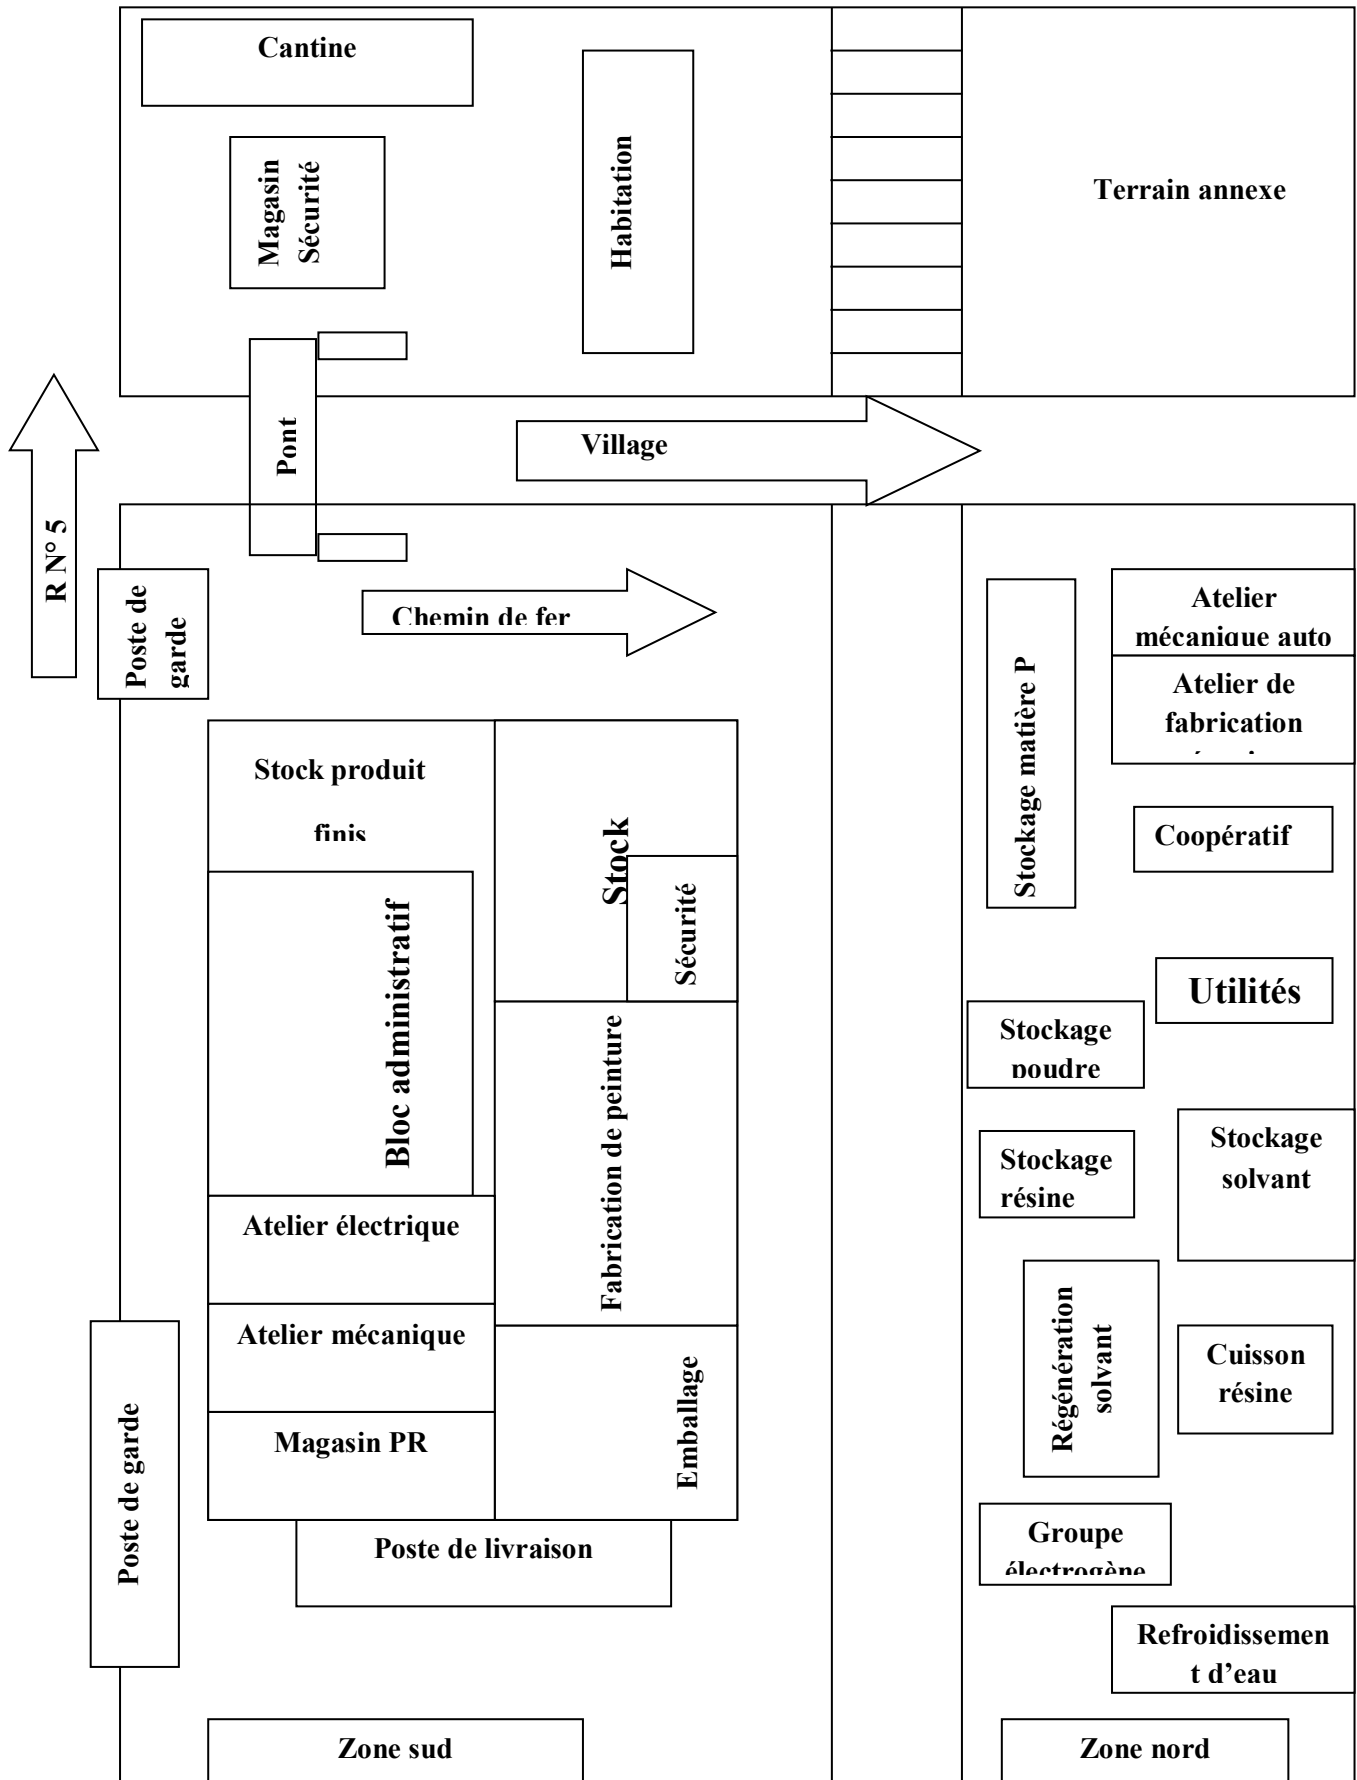 Cantine
Magasin
Sécurité
Habitation
Terrain annexe
Pont
Village
R N° 5
Poste de
garde
Chemin de fer
Stockage matière P
Atelier
mécanique auto
Atelier de
fabrication
Stock produit
finis
Stock
Sécurité
Coopératif
Bloc administratif
Utilités
Fabrication de peinture
Stockage
poudre
Stockage
résine
Stockage
solvant
Atelier électrique
Atelier mécanique
Magasin PR
Emballage
Régénération
solvant
Cuisson
résine
Poste de garde
Poste de livraison
Groupe
électrogène
Refroidissemen
t d’eau
Zone sud
Zone nord